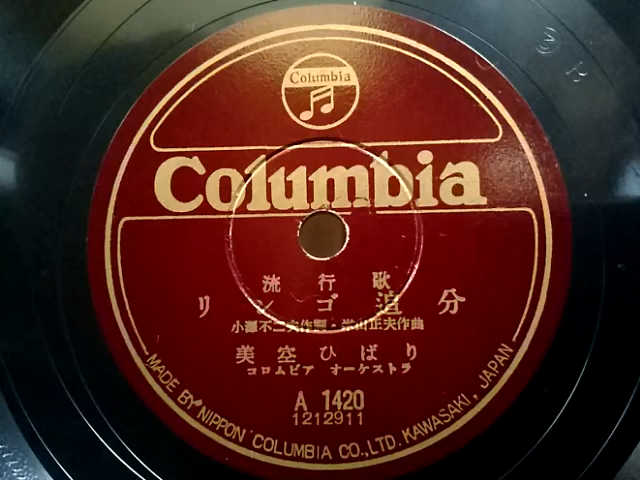 Columbia
Columbia
流行歌
リンゴ追分
小澤不二夫作詞・米山正夫作曲
美空ひばり
コロムビア オーケストラ
A 1420
1212911
MADE BY NIPPON COLUMBIA CO., LTD. KAWASAKI, JAPAN